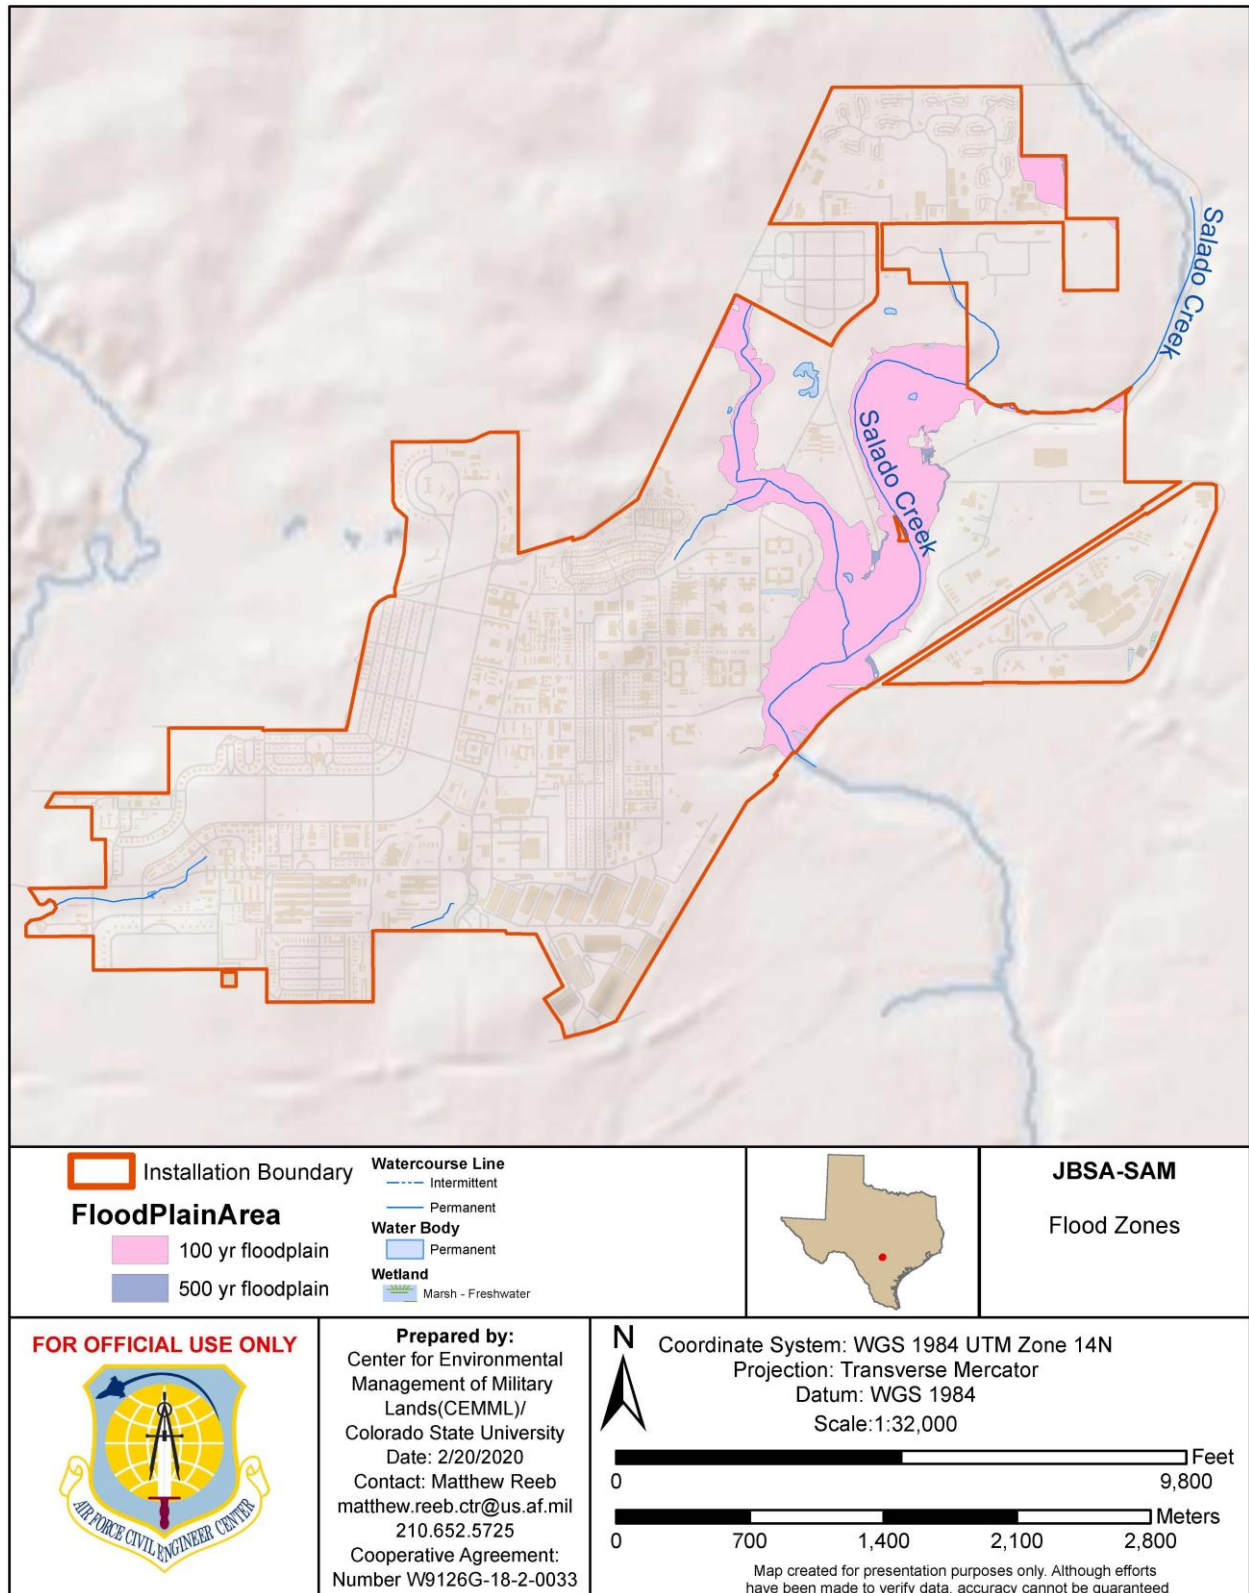 Salado Creek
Salado Creek
Installation Boundary
FloodPlainArea
100 yr floodplain
500 yr floodplain
Watercourse Line
Intermittent
Permanent
Water Body
Permanent
Wetland
Marsh - Freshwater
JBSA-SAM
Flood Zones
FOR OFFICIAL USE ONLY
AIR FORCE CIVIL ENGINEER CENTER
Prepared by:
Center for Environmental
Management of Military
Lands(CEMML)/
Colorado State University
Date: 2/20/2020
Contact: Matthew Reeb
matthew.reeb.ctr@us.af.mil
210.652.5725
Cooperative Agreement:
Number W9126G-18-2-0033
N
Coordinate System: WGS 1984 UTM Zone 14N
Projection: Transverse Mercator
Datum: WGS 1984
Scale:1:32,000
Feet
0 9,800
Meters
0 700 1,400 2,100 2,800
Map created for presentation purposes only. Although efforts
have been made to verify data, accuracy cannot be guaranteed